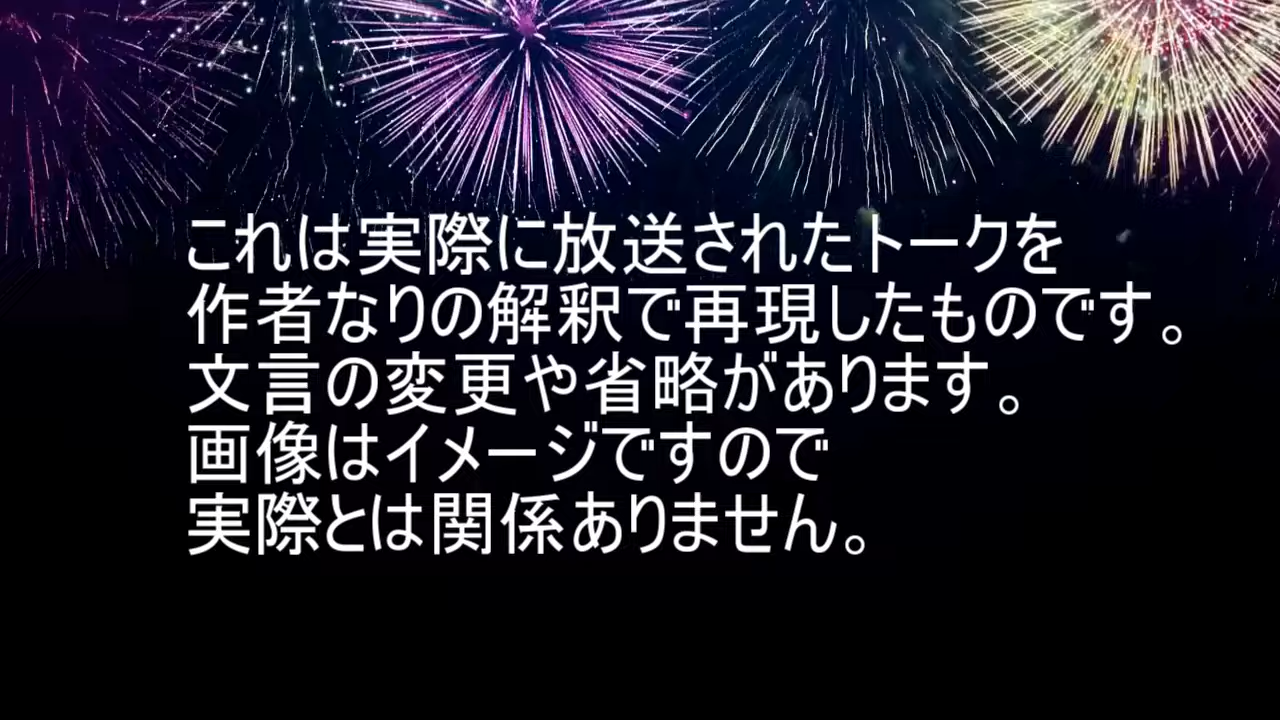 これは実際に放送されたトークを
作者なりの解釈で再現したものです。
文言の変更や省略があります。
画像はイメージですので
実際とは関係ありません。